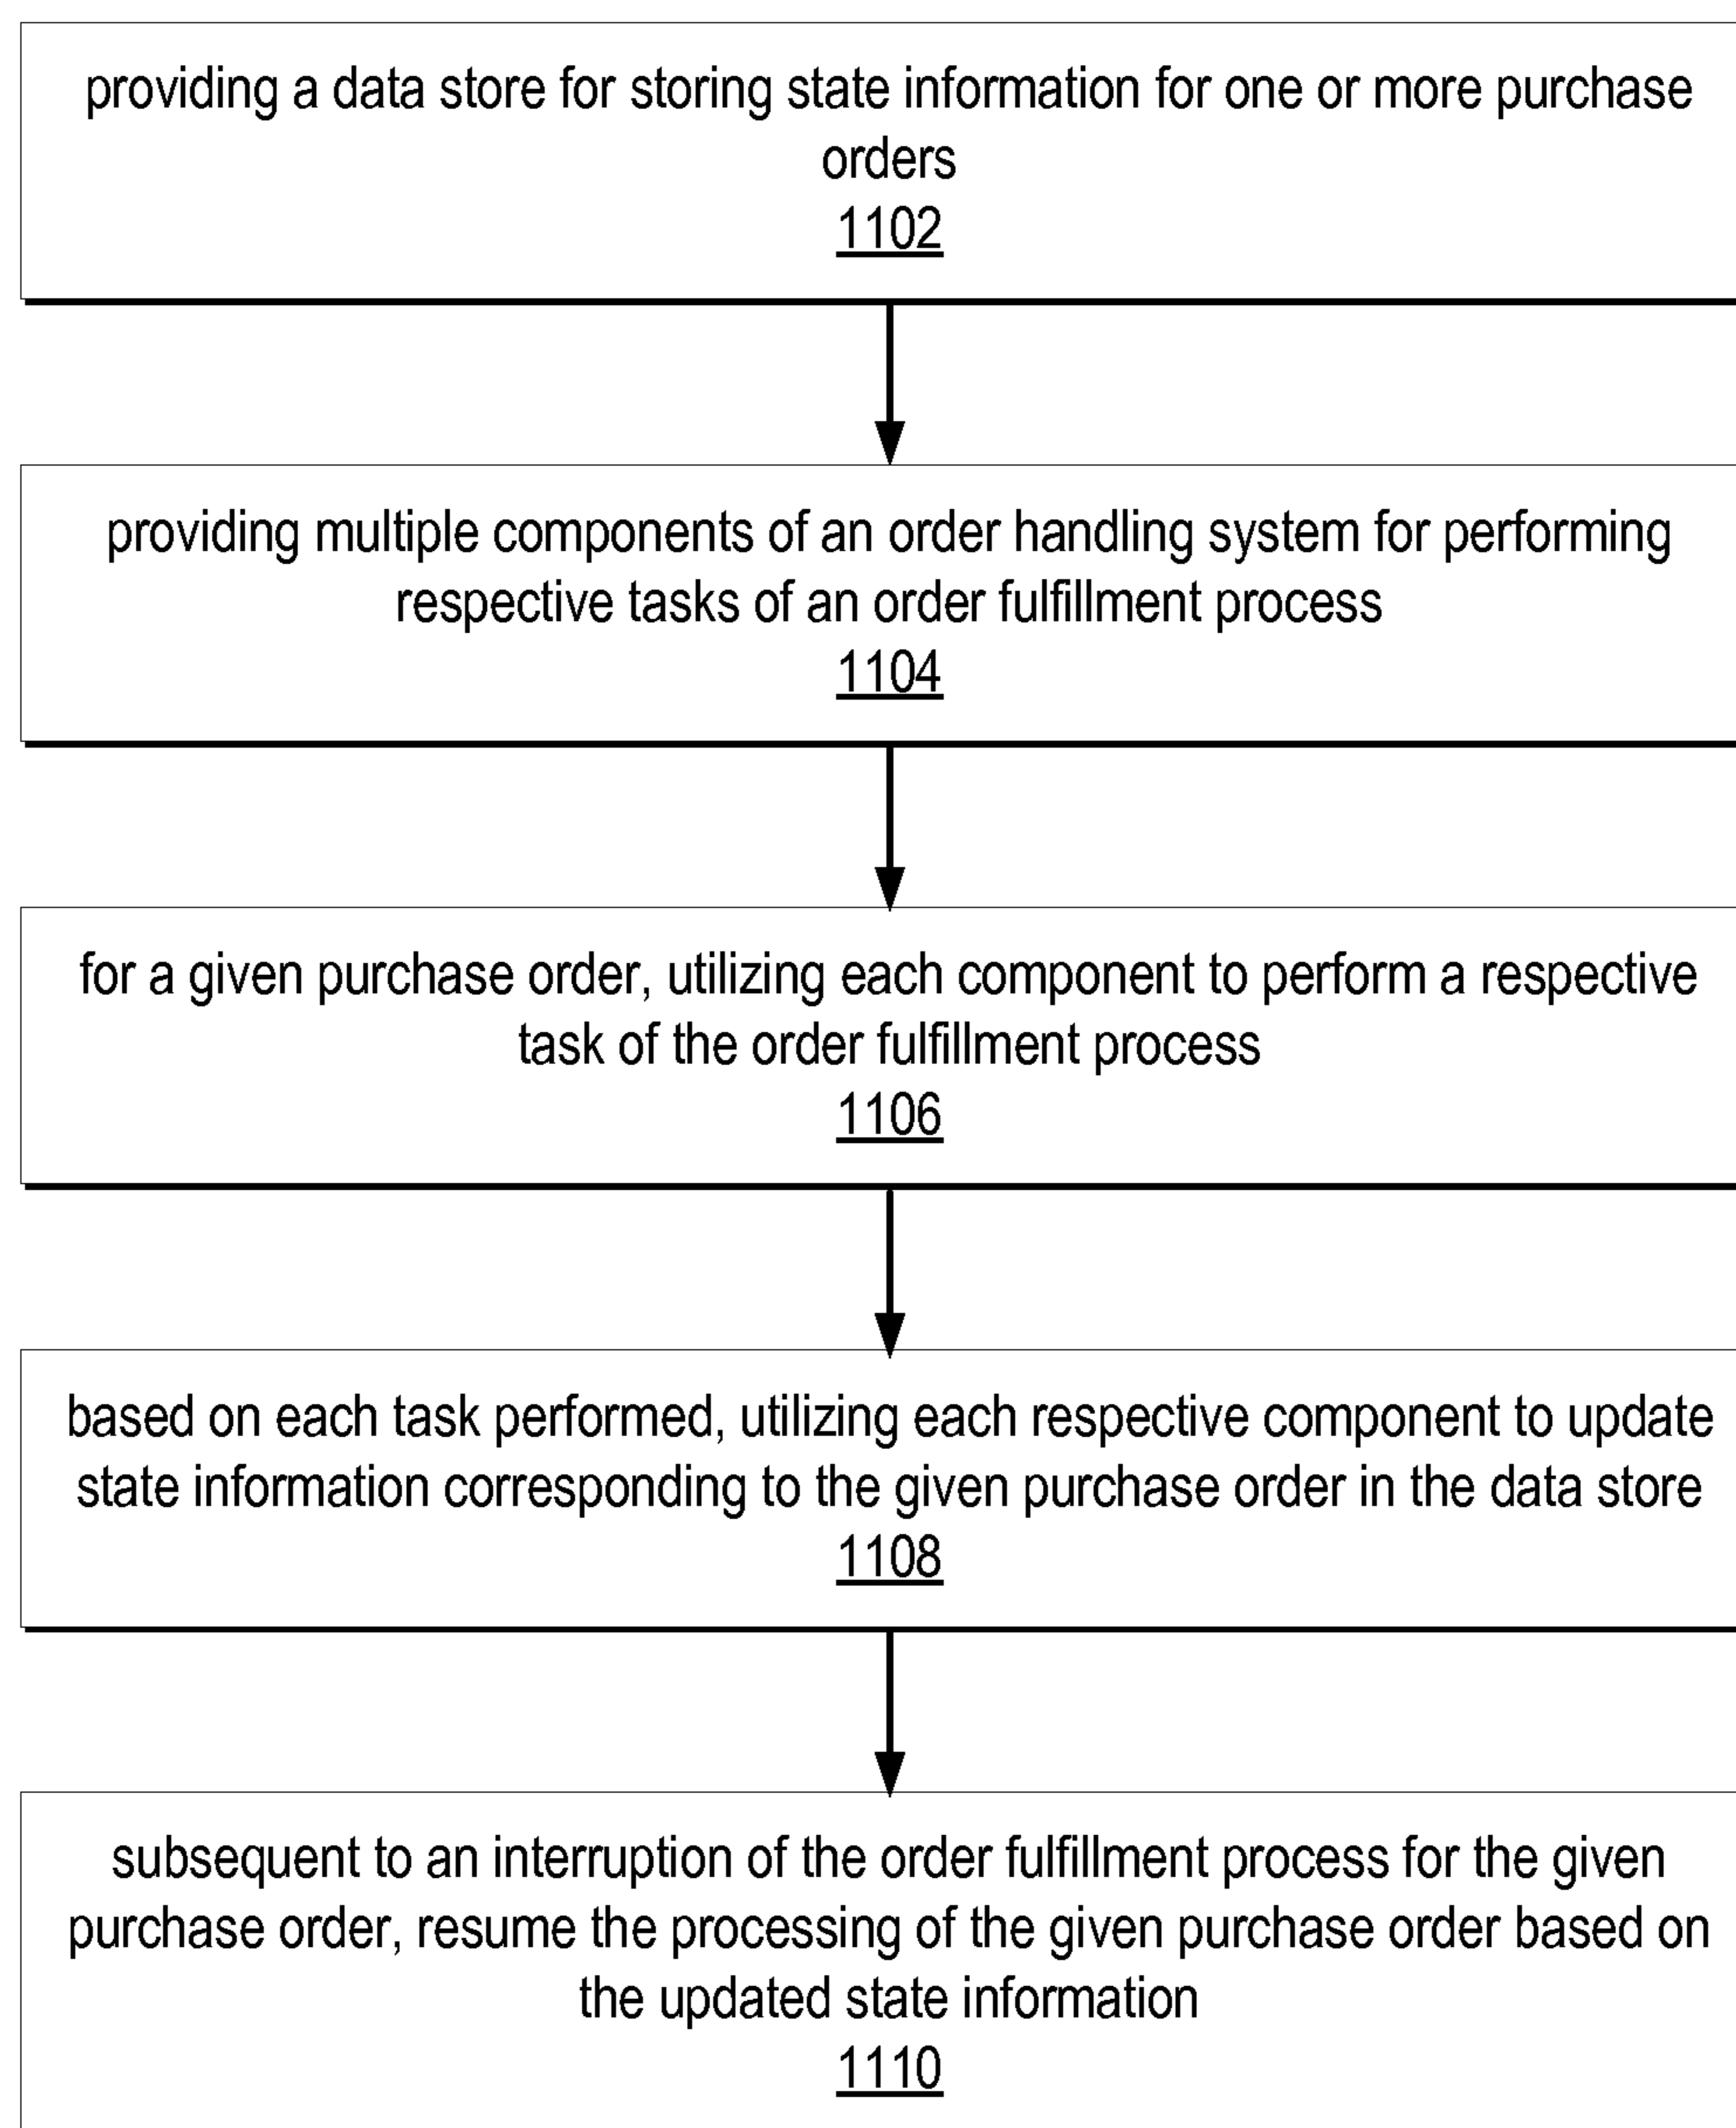 providing a data store for storing state information for one or more purchase
orders
1102
providing multiple components of an order handling system for performing
respective tasks of an order fulfillment process
1104
for a given purchase order, utilizing each component to perform a respective
task of the order fulfillment process
1106
based on each task performed, utilizing each respective component to update
state information corresponding to the given purchase order in the data store
1108
subsequent to an interruption of the order fulfillment process for the given
purchase order, resume the processing of the given purchase order based on
the updated state information
1110